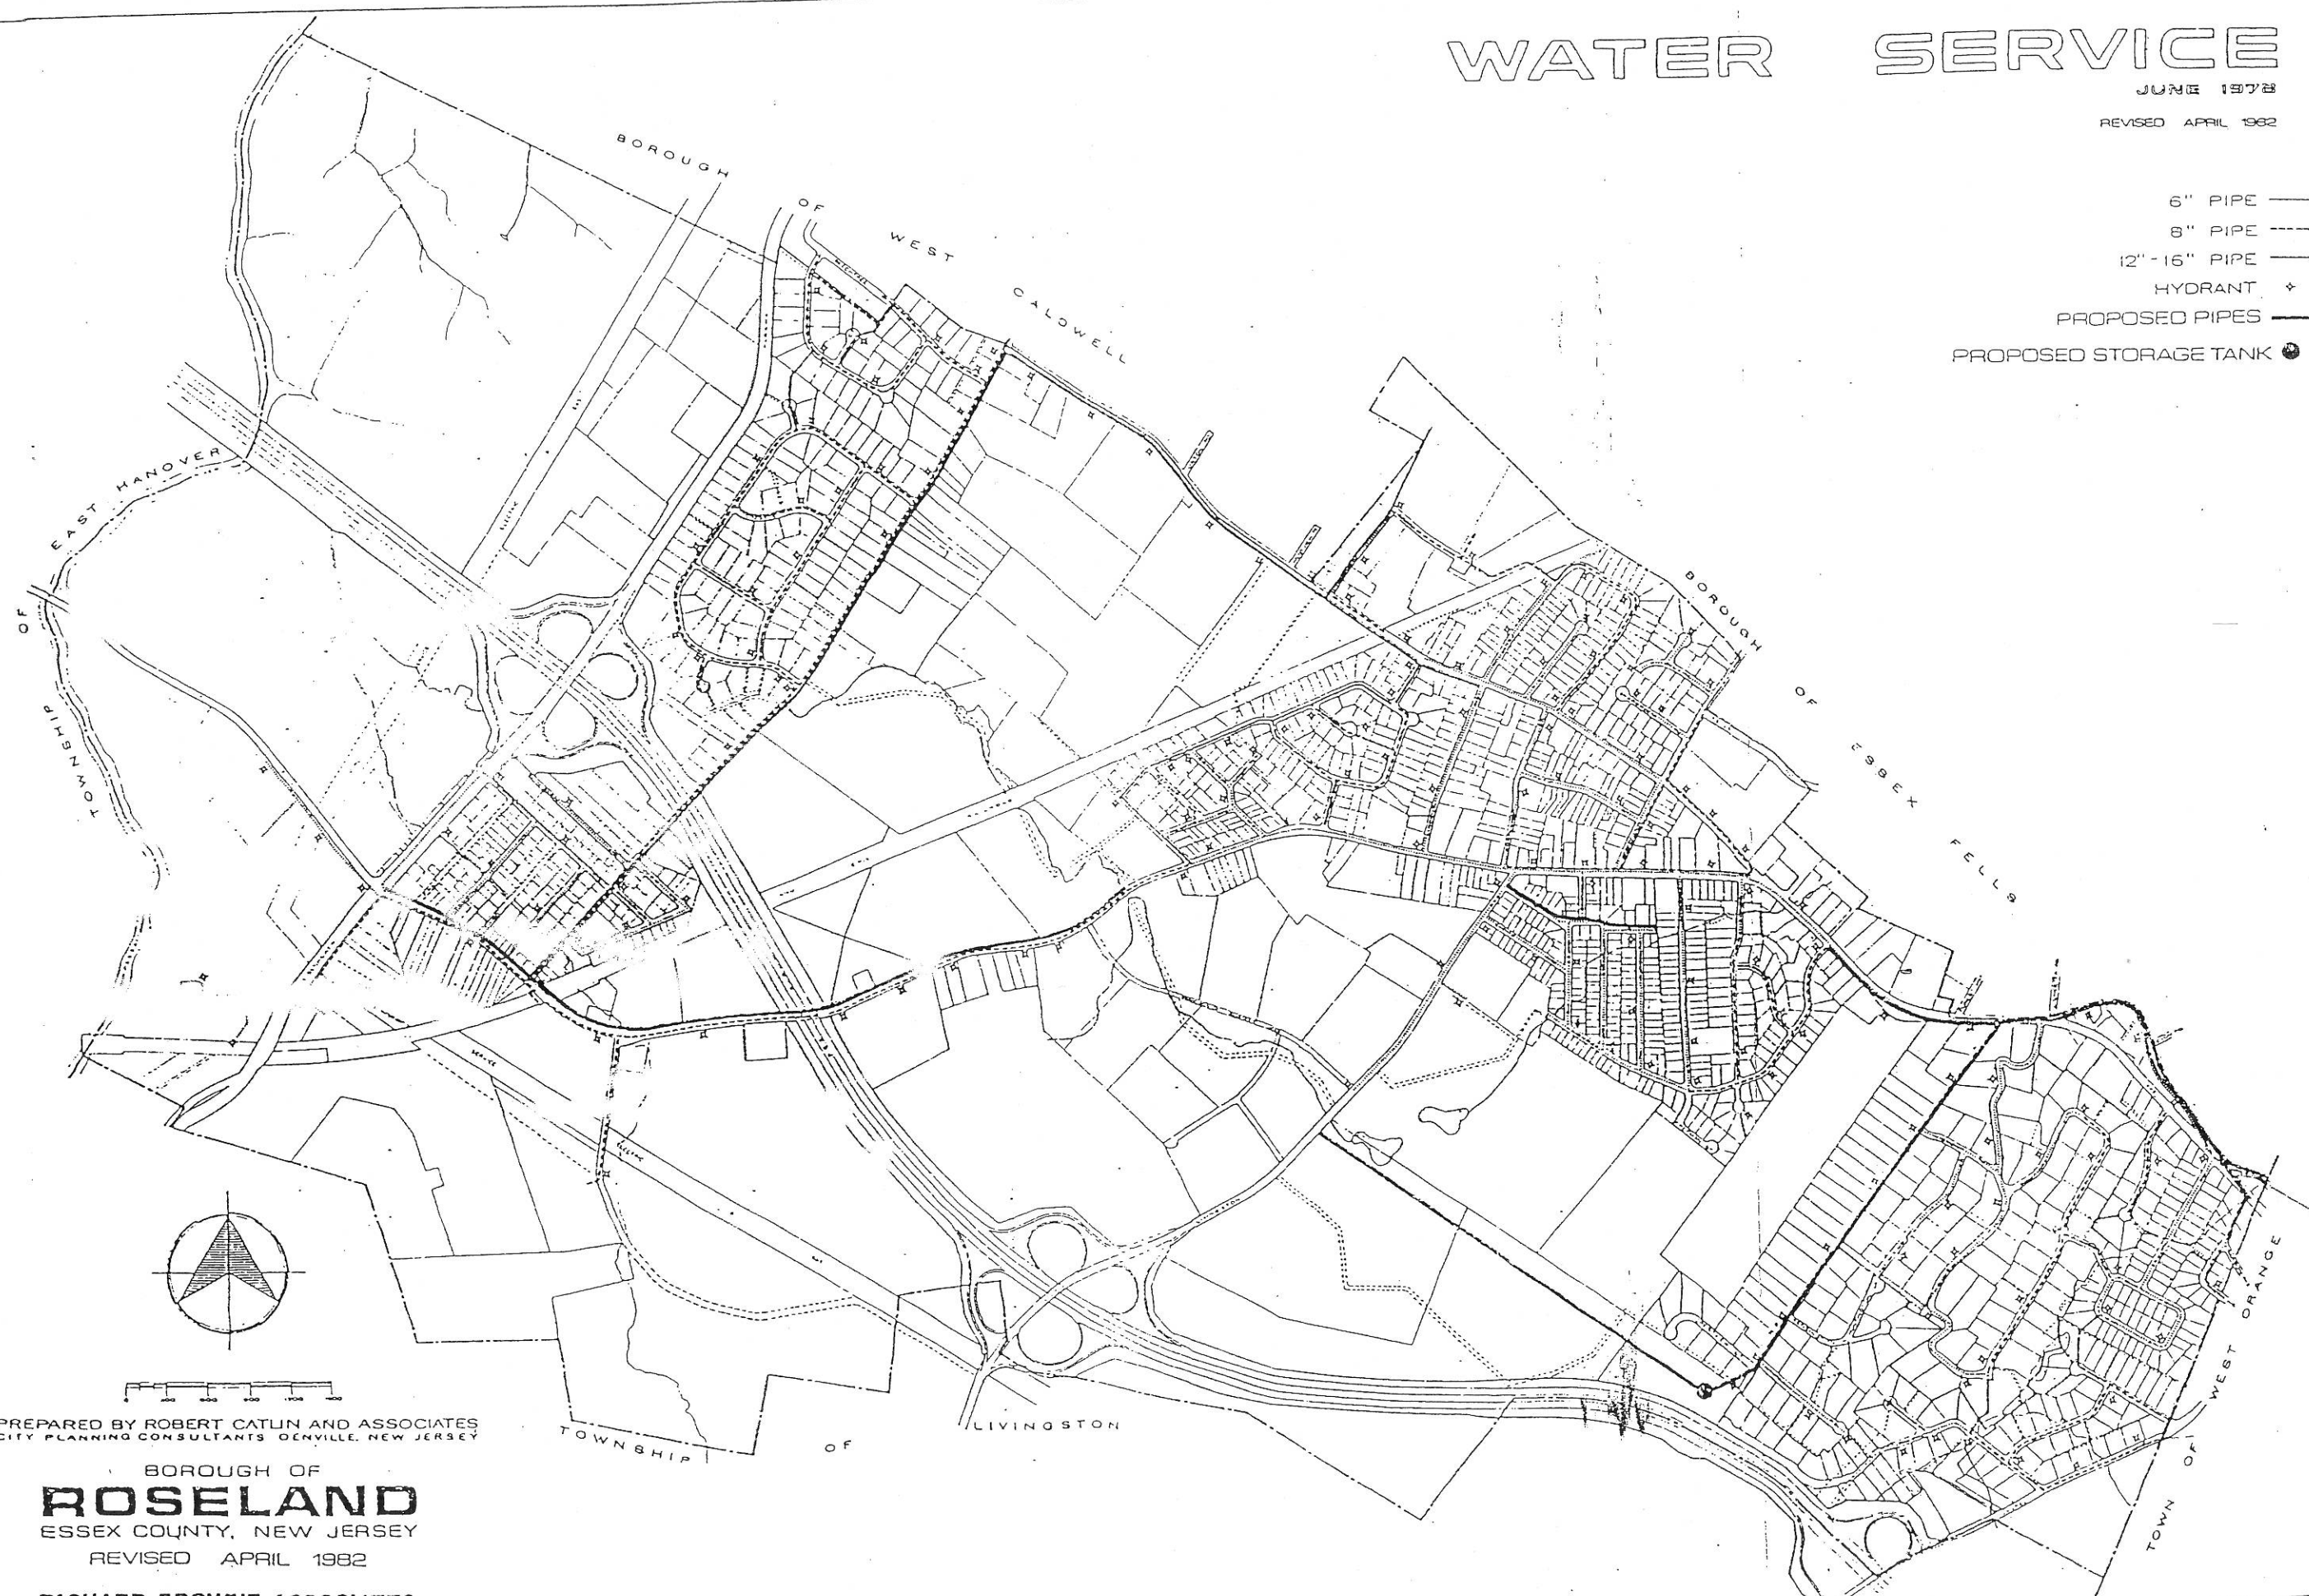 WATER SERVICE
JUNE 1978
REVISED APRIL 1982
6" PIPE
8" PIPE
12"-16" PIPE
HYDRANT
PROPOSED PIPES
PROPOSED STORAGE TANK
BOROUGH OF WEST CALDWELL
BOROUGH OF ESSEX FELLS
TOWNSHIP OF EAST HANOVER
TOWNSHIP OF LIVINGSTON
TOWN OF WEST ORANGE
PREPARED BY ROBERT CATLIN AND ASSOCIATES
CITY PLANNING CONSULTANTS DENVILLE, NEW JERSEY
BOROUGH OF
ROSELAND
ESSEX COUNTY, NEW JERSEY
REVISED APRIL 1982